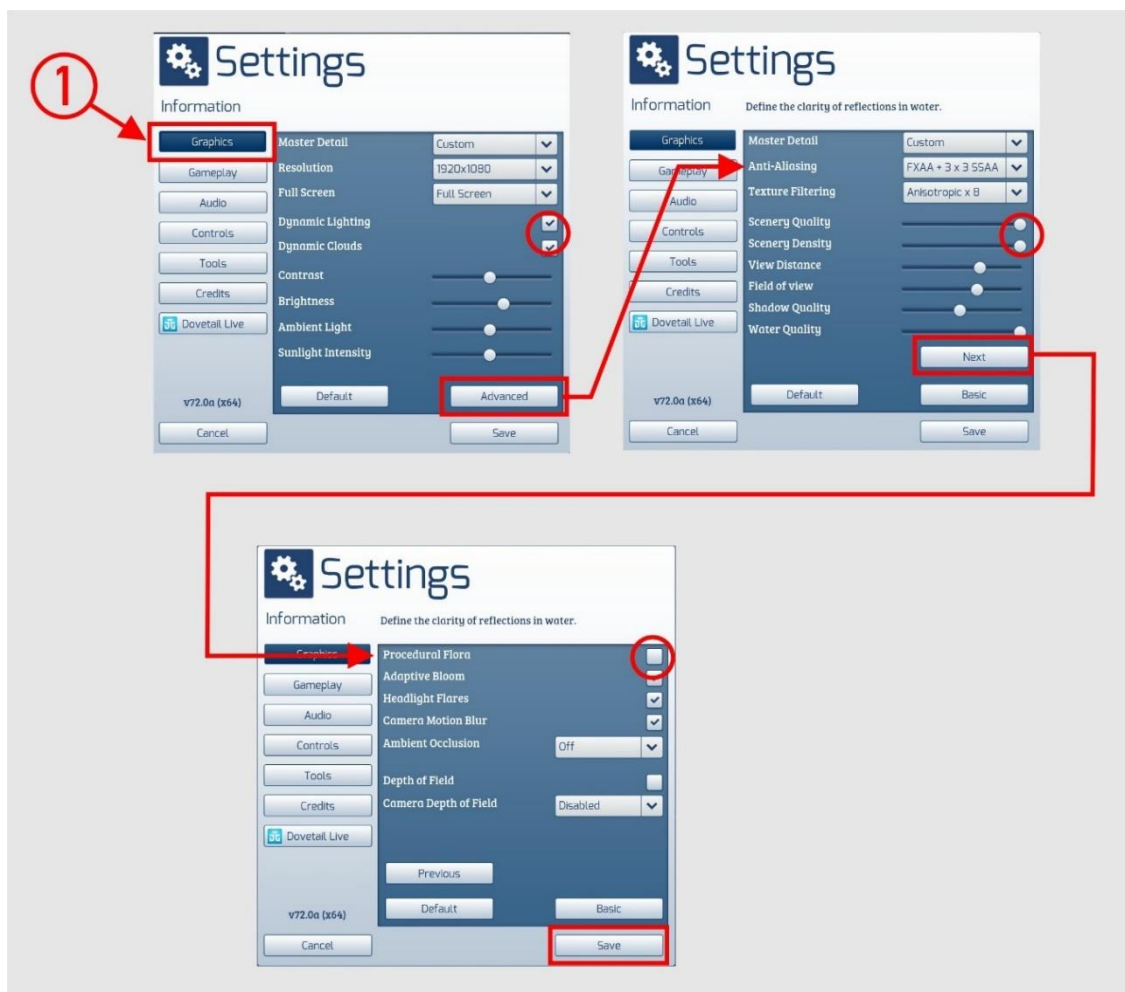 1
Settings
Information
Graphics
Gameplay
Audio
Controls
Tools
Credits
Dovetail Live
v72.0a (x64)
Cancel
Master Detail Custom
Resolution 1920x1080
Full Screen Full Screen
Dynamic Lighting
Dynamic Clouds
Contrast
Brightness
Ambient Light
Sunlight Intensity
Default Advanced
Save
Settings
Information Define the clarity of reflections in water.
Graphics
Gameplay
Audio
Controls
Tools
Credits
Dovetail Live
v72.0a (x64)
Cancel
Master Detail Custom
Anti-Aliasing FXAA + 3 x 3 SSAA
Texture Filtering Anisotropic x 8
Scenery Quality
Scenery Density
View Distance
Field of view
Shadow Quality
Water Quality
Next
Default Basic
Save
Settings
Information Define the clarity of reflections in water.
Graphics
Gameplay
Audio
Controls
Tools
Credits
Dovetail Live
v72.0a (x64)
Cancel
Procedural Flora
Adaptive Bloom
Headlight Flares
Camera Motion Blur
Ambient Occlusion Off
Depth of Field
Camera Depth of Field Disabled
Previous
Default Basic
Save